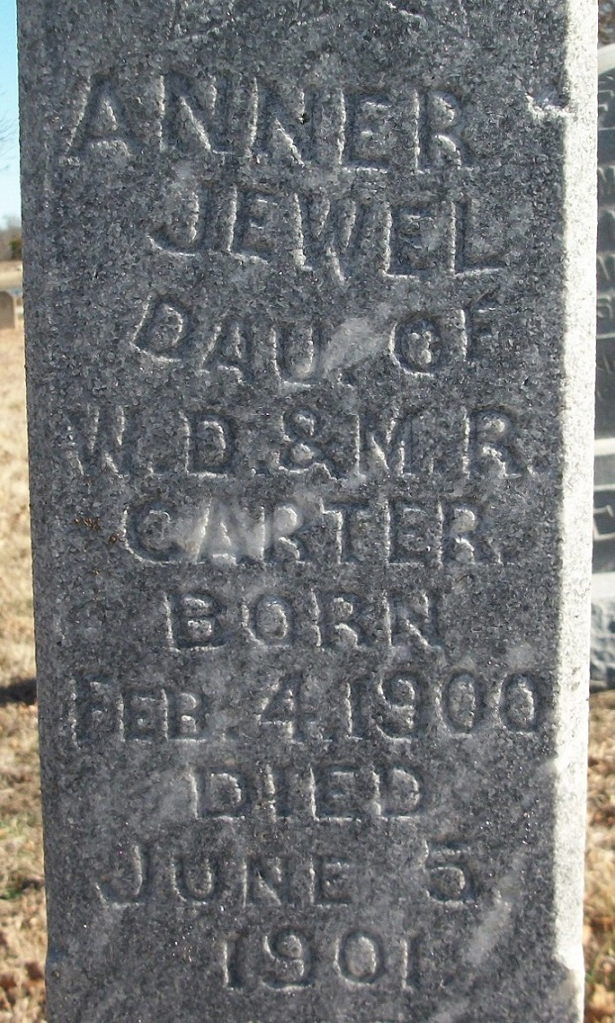 ANNER
JEWEL
DAU. OF
W. D. & M. R.
CARTER.
BORN
FEB. 4, 1900
DIED
JUNE 5,
1901.